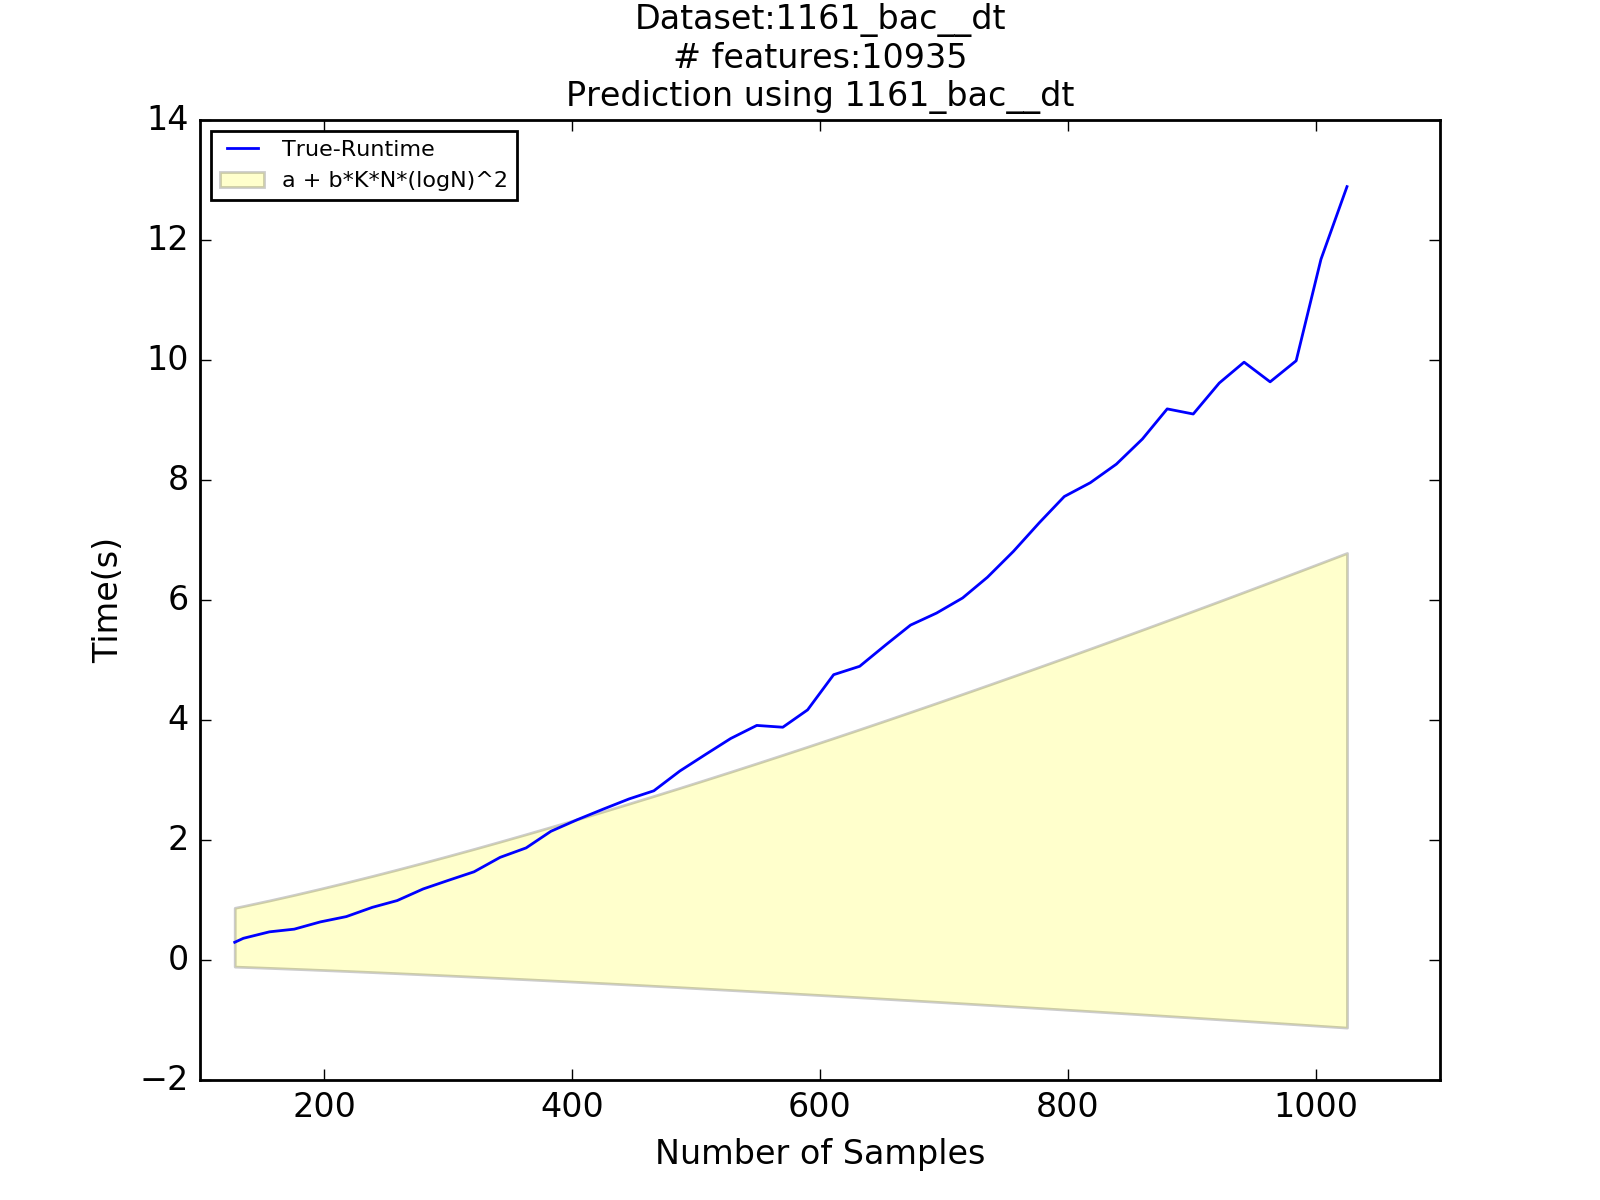 Dataset:1161_bac__dt
# features:10935
Prediction using 1161_bac__dt
True-Runtime
a + b*K*N*(logN)^2
14
12
10
8
6
4
2
0
−2
Time(s)
200 400 600 800 1000
Number of Samples